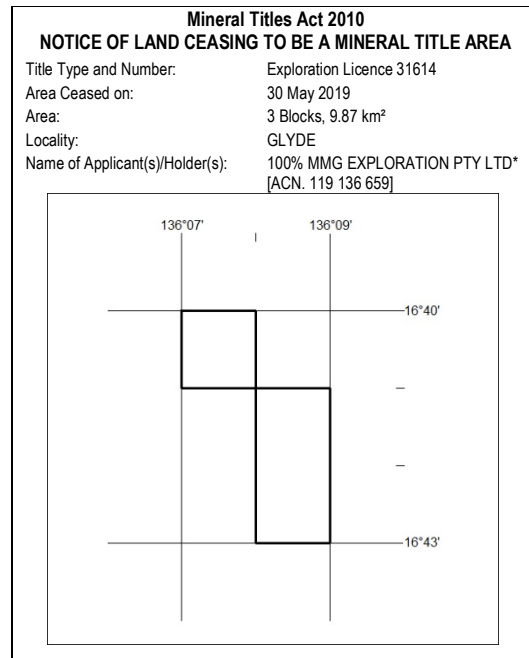 Mineral Titles Act 2010
NOTICE OF LAND CEASING TO BE A MINERAL TITLE AREA
Title Type and Number: Exploration Licence 31614
Area Ceased on: 30 May 2019
Area: 3 Blocks, 9.87 km²
Locality: GLYDE
Name of Applicant(s)/Holder(s): 100% MMG EXPLORATION PTY LTD*
[ACN. 119 136 659]
136°07' 136°09'
16°40'
16°43'